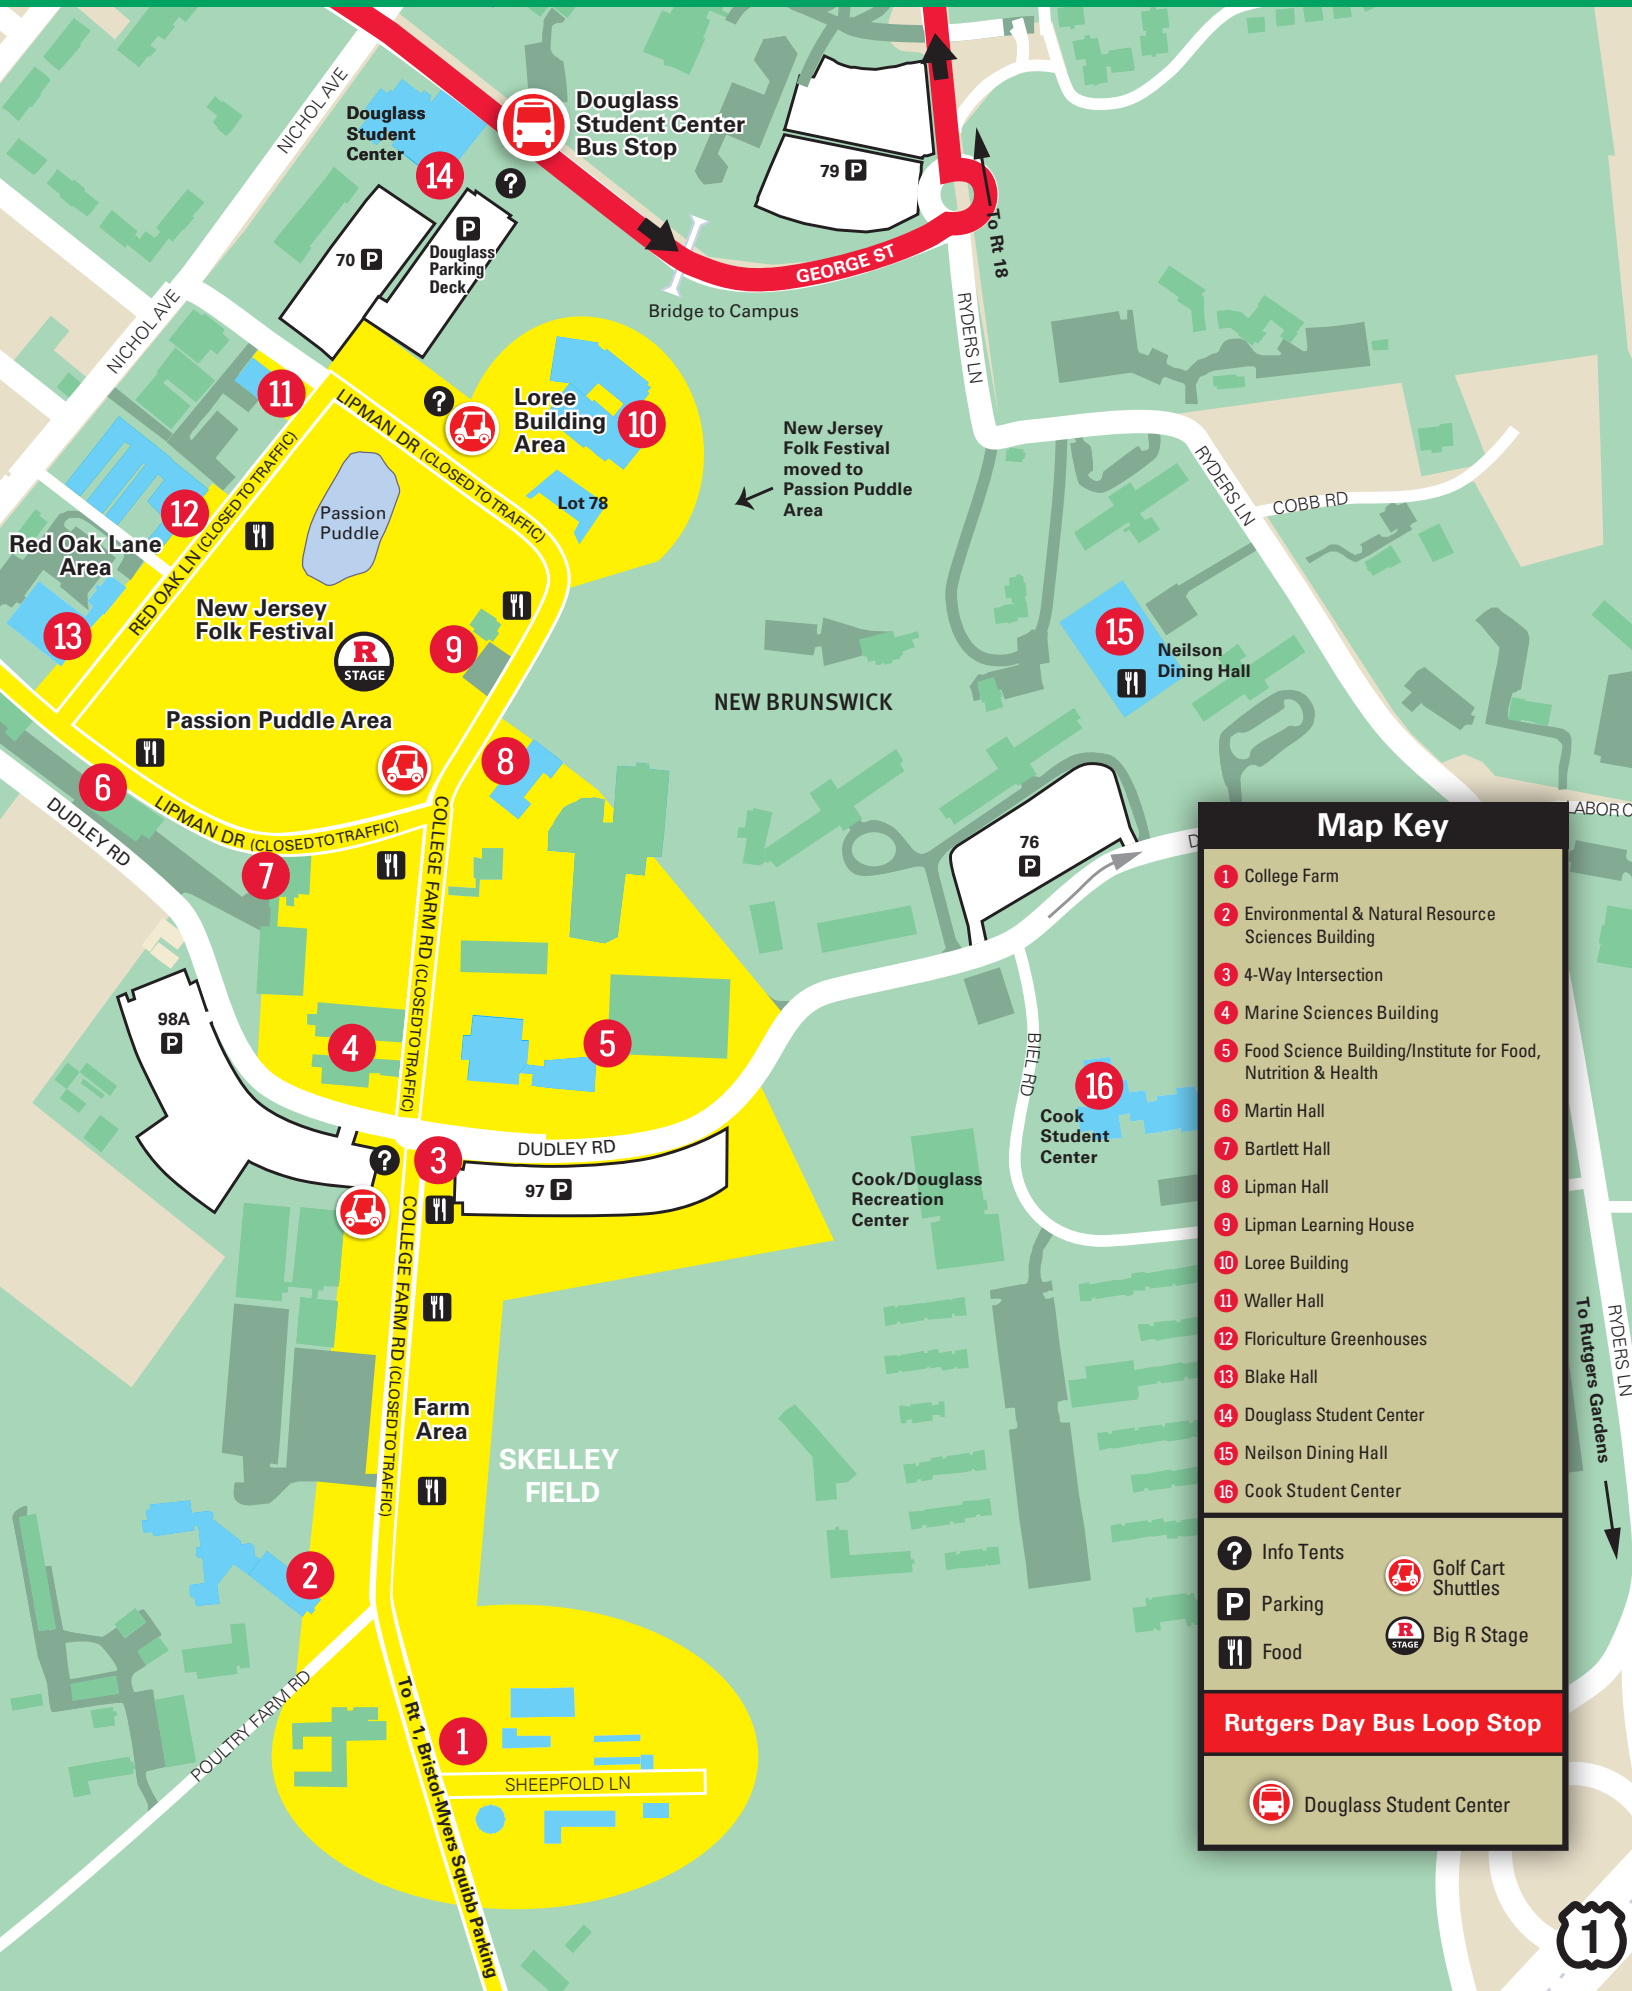 NICHOL AVE
Douglass
Student
Center
14
?
Douglass
Student Center
Bus Stop
79 P
70 P
P
Douglass
Parking
Deck
To Rt 18
GEORGE ST
Bridge to Campus
RYDERS LN
NICHOL AVE
11
?
LIPMAN DR (CLOSED TO TRAFFIC)
Loree
Building
Area
10
Lot 78
New Jersey
Folk Festival
moved to
Passion Puddle
Area
RYDERS LN
COBB RD
12
Red Oak Lane
Area
RED OAK LN (CLOSED TO TRAFFIC)
Passion
Puddle
13
New Jersey
Folk Festival
R
STAGE
9
15
Neilson
Dining Hall
NEW BRUNSWICK
Passion Puddle Area
8
6
LIPMAN DR (CLOSED TO TRAFFIC)
DUDLEY RD
7
COLLEGE FARM RD (CLOSED TO TRAFFIC)
76
P
D
LABOR C
98A
P
4
5
BIEL RD
16
Cook
Student
Center
?
3
DUDLEY RD
97 P
Cook/Douglass
Recreation
Center
COLLEGE FARM RD (CLOSED TO TRAFFIC)
Farm
Area
SKELLEY
FIELD
2
POULTRY FARM RD
To Rt 1, Bristol-Myers Squibb Parking
1
SHEEPFOLD LN
To Rutgers Gardens
RYDERS LN
1
Map Key
1 College Farm
2 Environmental & Natural Resource
Sciences Building
3 4-Way Intersection
4 Marine Sciences Building
5 Food Science Building/Institute for Food,
Nutrition & Health
6 Martin Hall
7 Bartlett Hall
8 Lipman Hall
9 Lipman Learning House
10 Loree Building
11 Waller Hall
12 Floriculture Greenhouses
13 Blake Hall
14 Douglass Student Center
15 Neilson Dining Hall
16 Cook Student Center
? Info Tents
P Parking
Food
Golf Cart
Shuttles
R
STAGE
Big R Stage
Rutgers Day Bus Loop Stop
Douglass Student Center